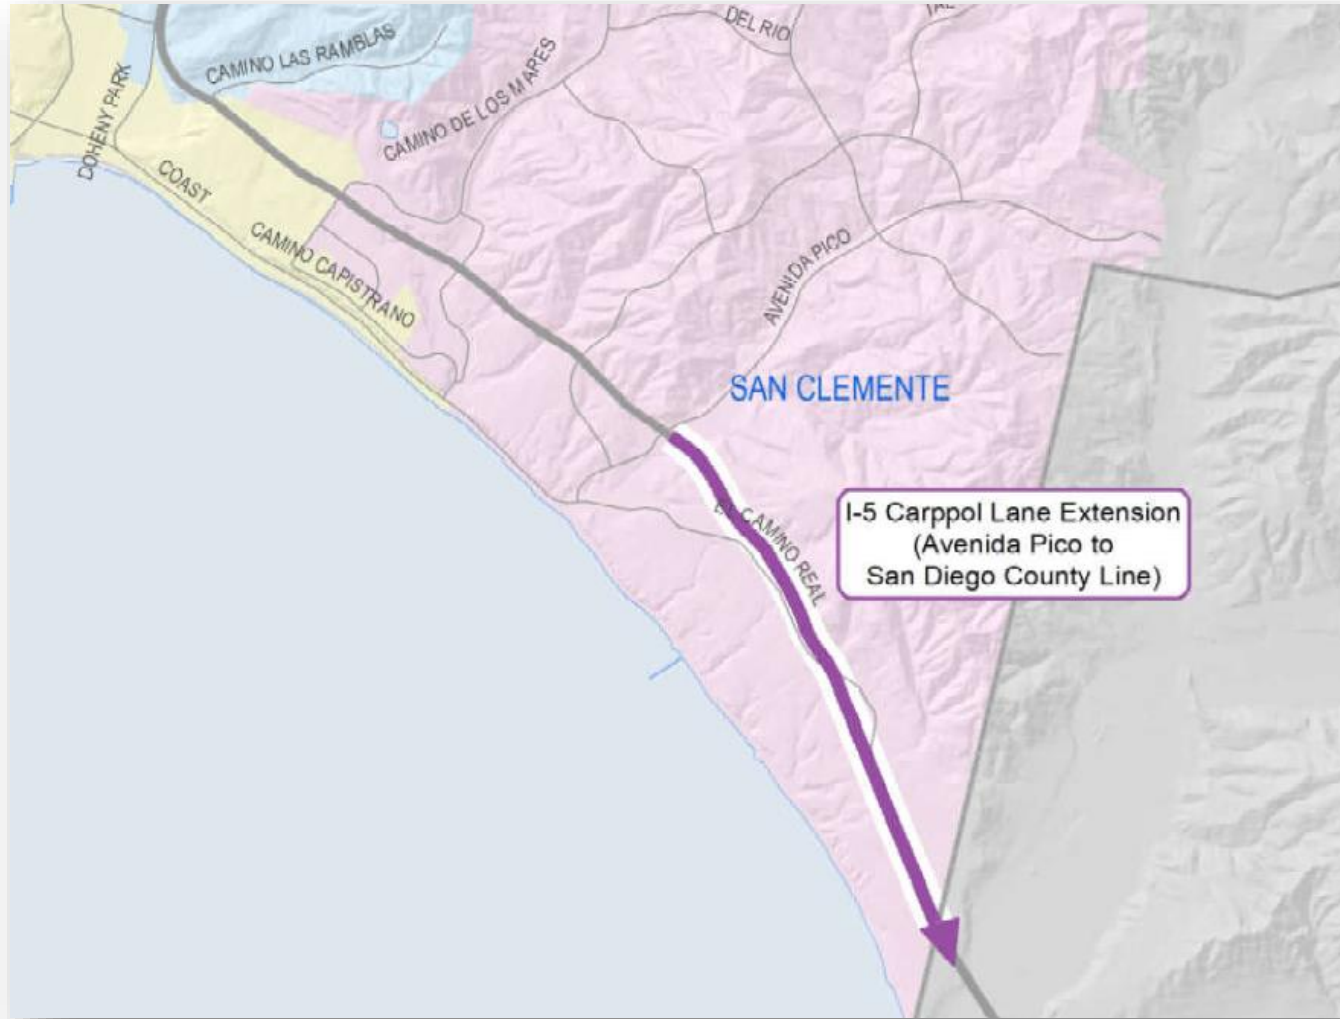 DEL RIO
CAMINO LAS RAMBLAS
CAMINO DE LOS MARES
DOHENY PARK
COAST
CAMINO CAPISTRANO
AVENIDA PICO
SAN CLEMENTE
EL CAMINO REAL
I-5 Carppol Lane Extension
(Avenida Pico to
San Diego County Line)